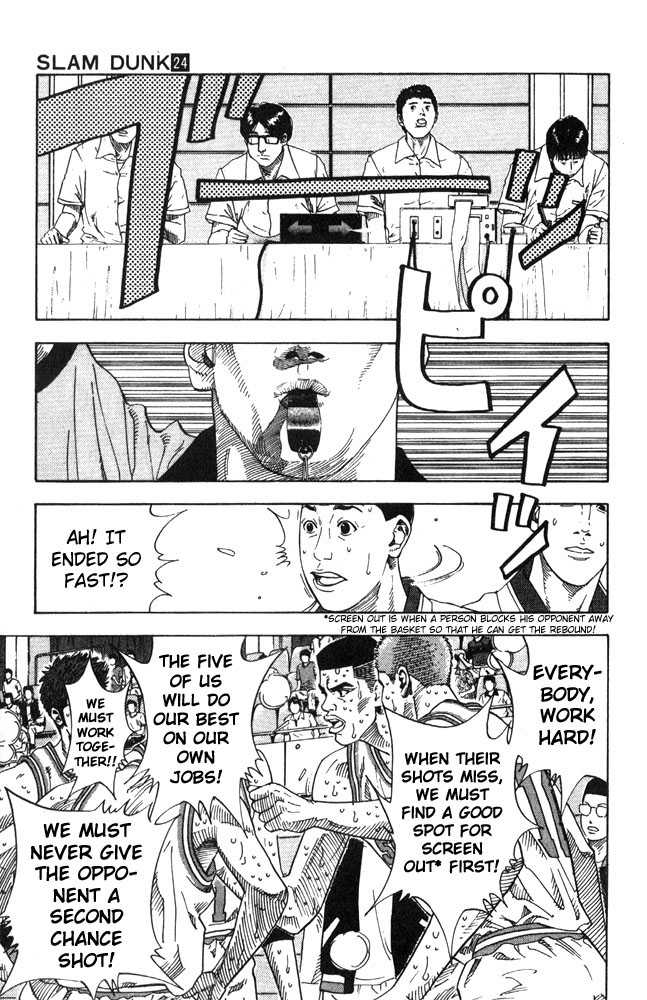 SLAM DUNK 24
ブー
ピイッ
AH! IT
ENDED SO
FAST!?
*SCREEN OUT IS WHEN A PERSON BLOCKS HIS OPPONENT AWAY
FROM THE BASKET SO THAT HE CAN GET THE REBOUND!
EVERY-
BODY,
WORK
HARD!
WHEN THEIR
SHOTS MISS,
WE MUST
FIND A GOOD
SPOT FOR
SCREEN
OUT* FIRST!
THE FIVE
OF US
WILL DO
OUR BEST
ON OUR
OWN
JOBS!
WE
MUST
WORK
TOGE-
THER!!
WE MUST
NEVER GIVE
THE OPPO-
NENT A
SECOND
CHANCE
SHOT!